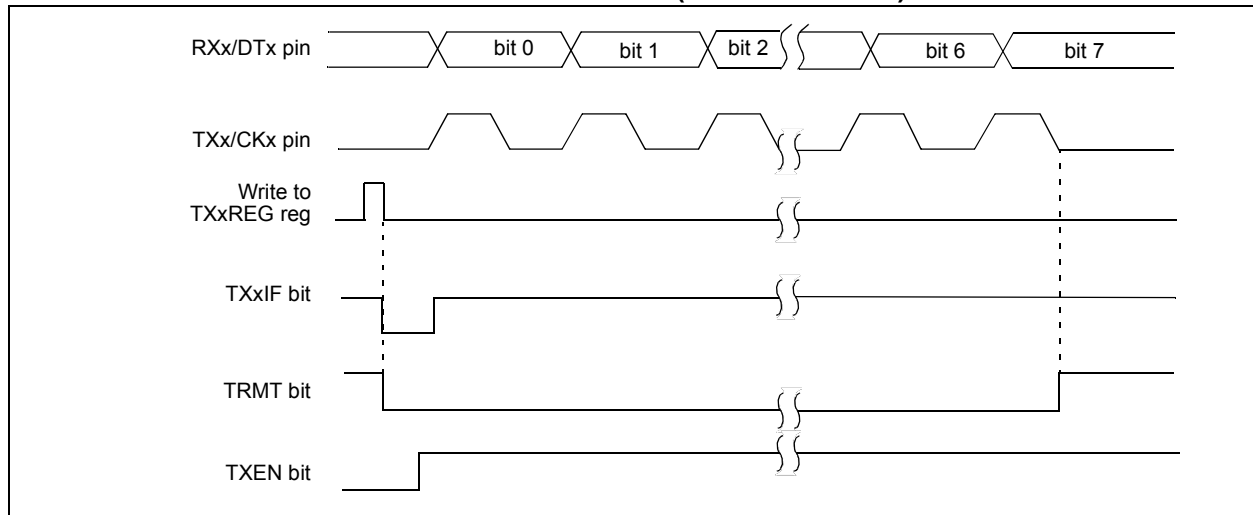 RXx/DTx pin
bit 0
bit 1
bit 2
bit 6
bit 7
TXx/CKx pin
Write to
TXxREG reg
TXxIF bit
TRMT bit
TXEN bit